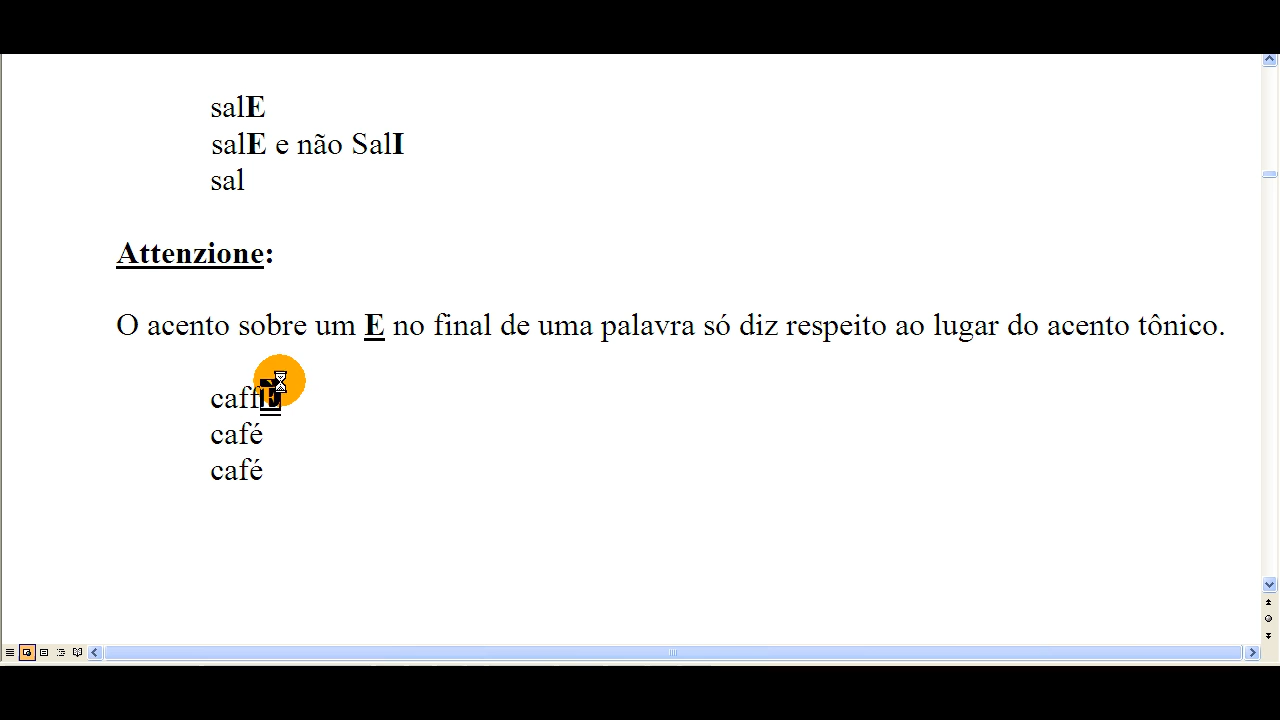 salE
salE e não SalI
sal
Attenzione:
O acento sobre um E no final de uma palavra só diz respeito ao lugar do acento tônico.
caffÈ
café
café